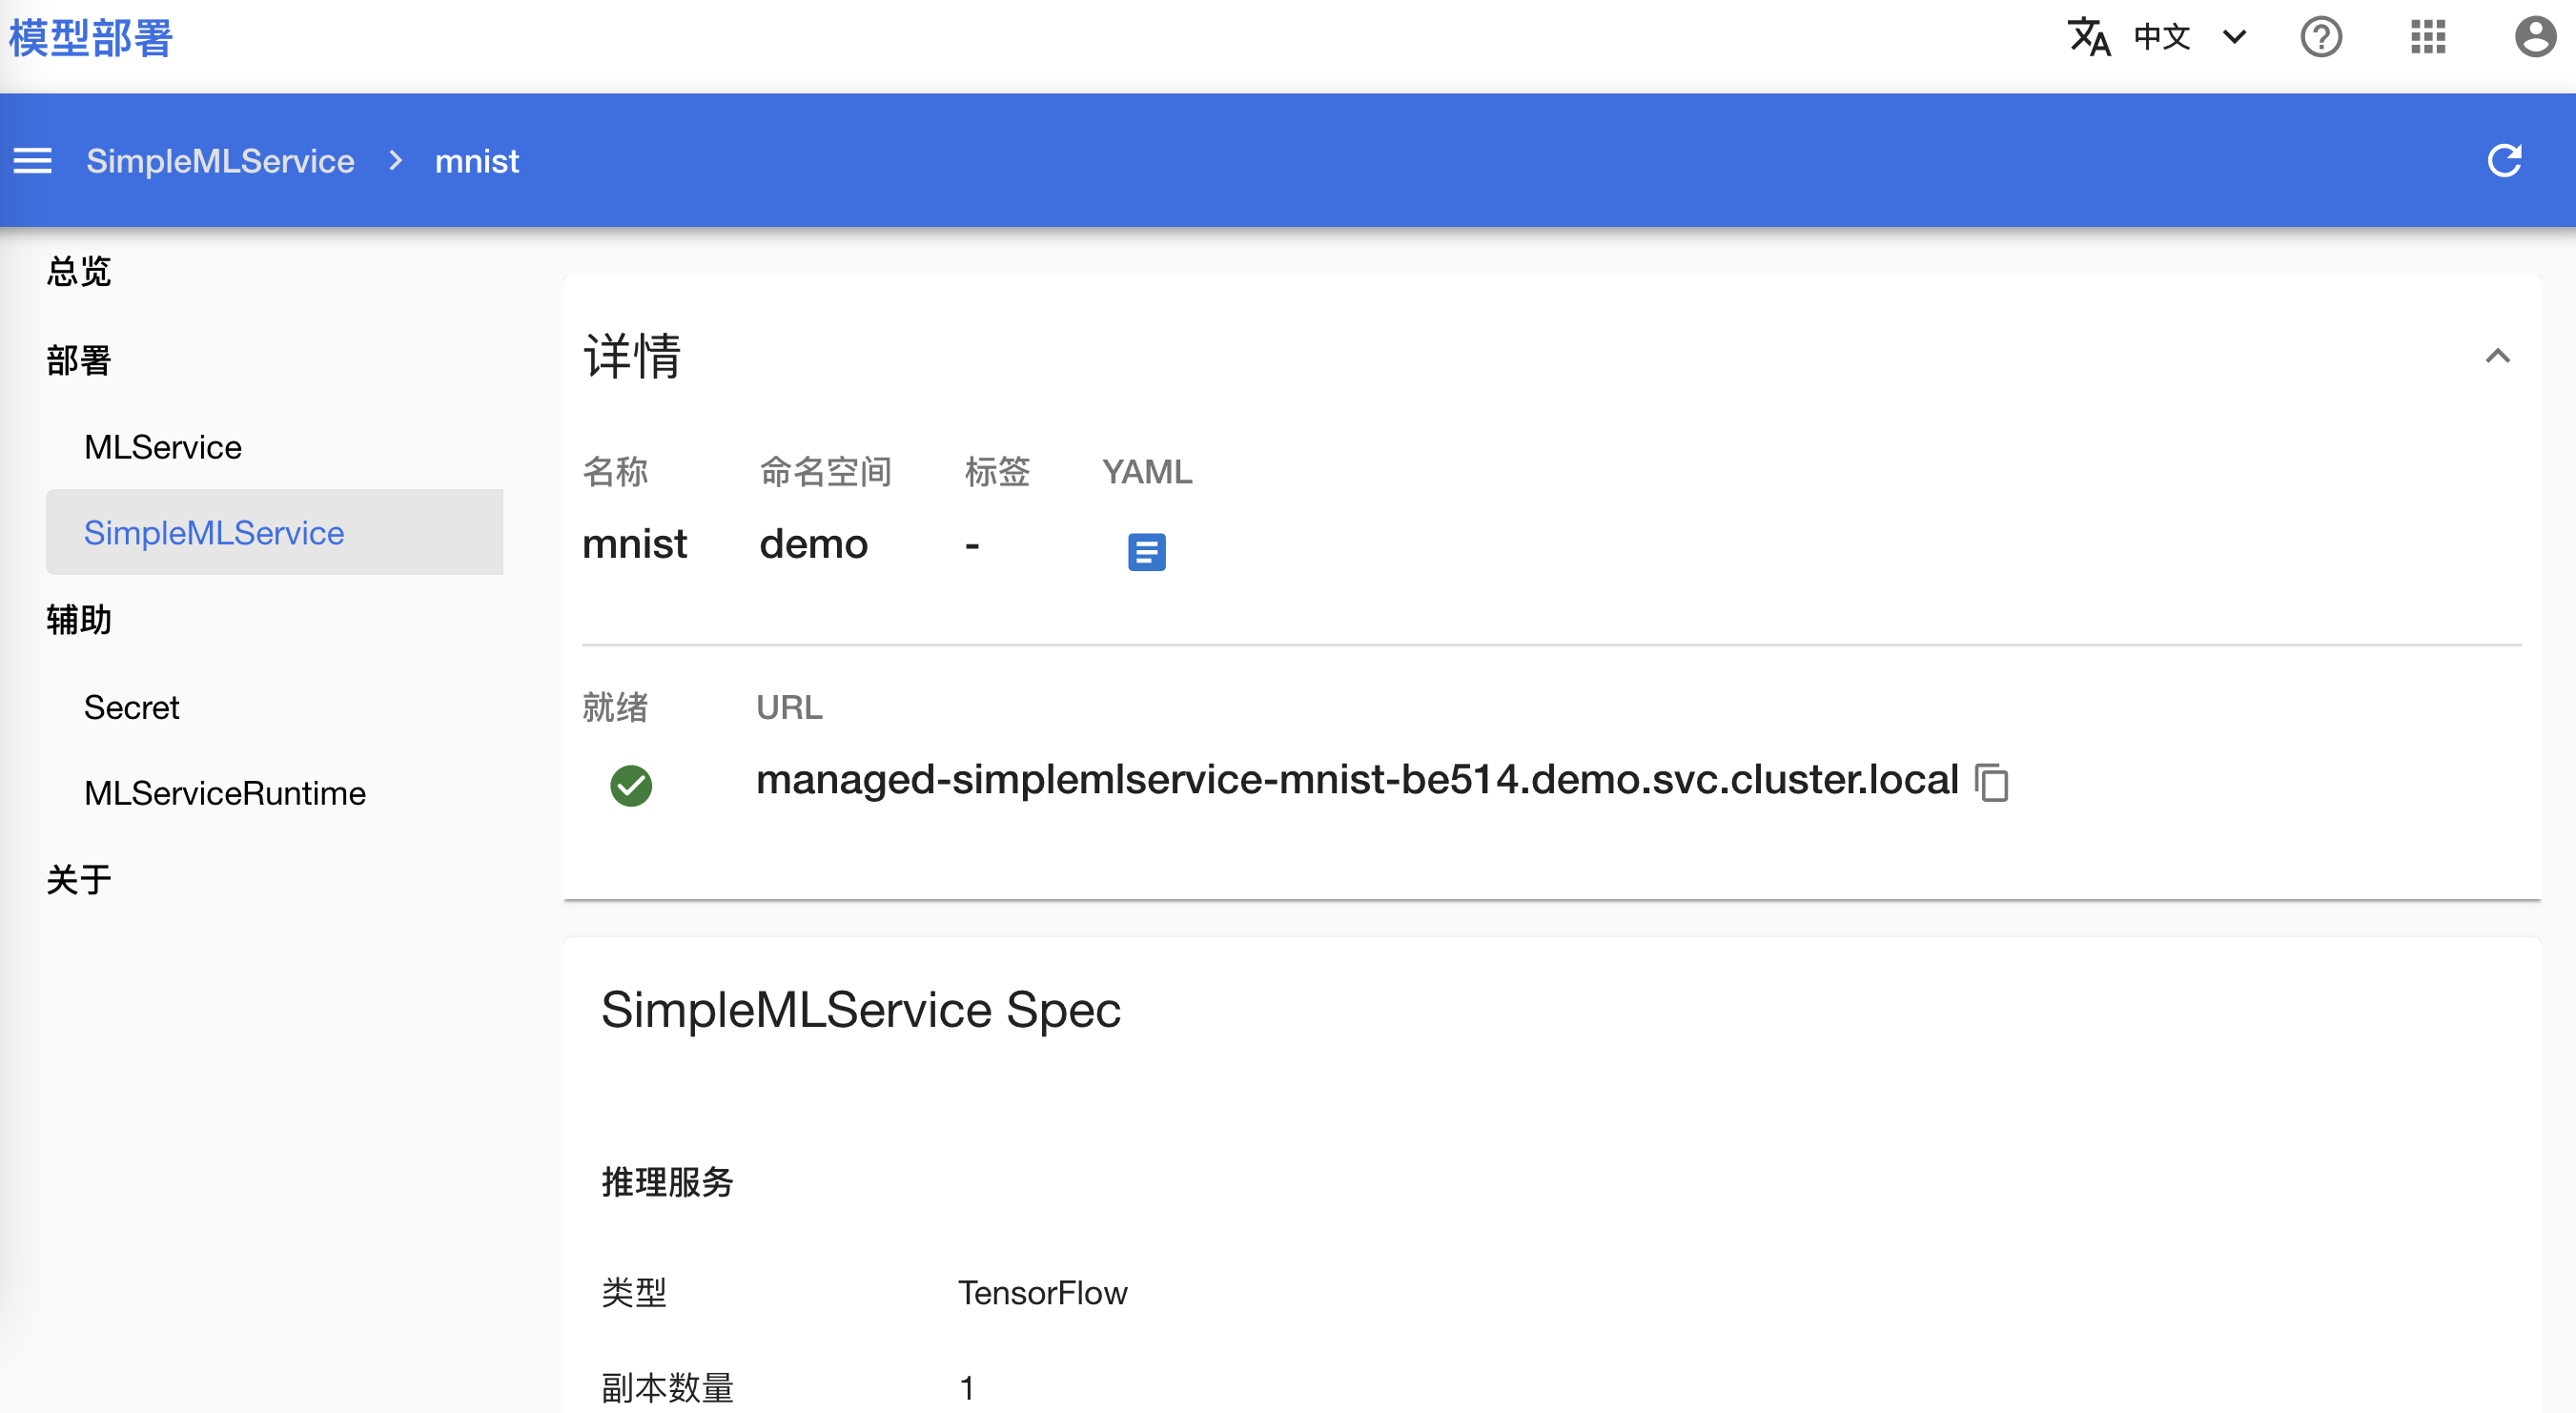 模型部署
中文
SimpleMLService > mnist
总览
部署
MLService
SimpleMLService
辅助
Secret
MLServiceRuntime
关于
详情
名称 命名空间 标签 YAML
mnist demo -
就绪 URL
managed-simplemlservice-mnist-be514.demo.svc.cluster.local
SimpleMLService Spec
推理服务
类型 TensorFlow
副本数量 1